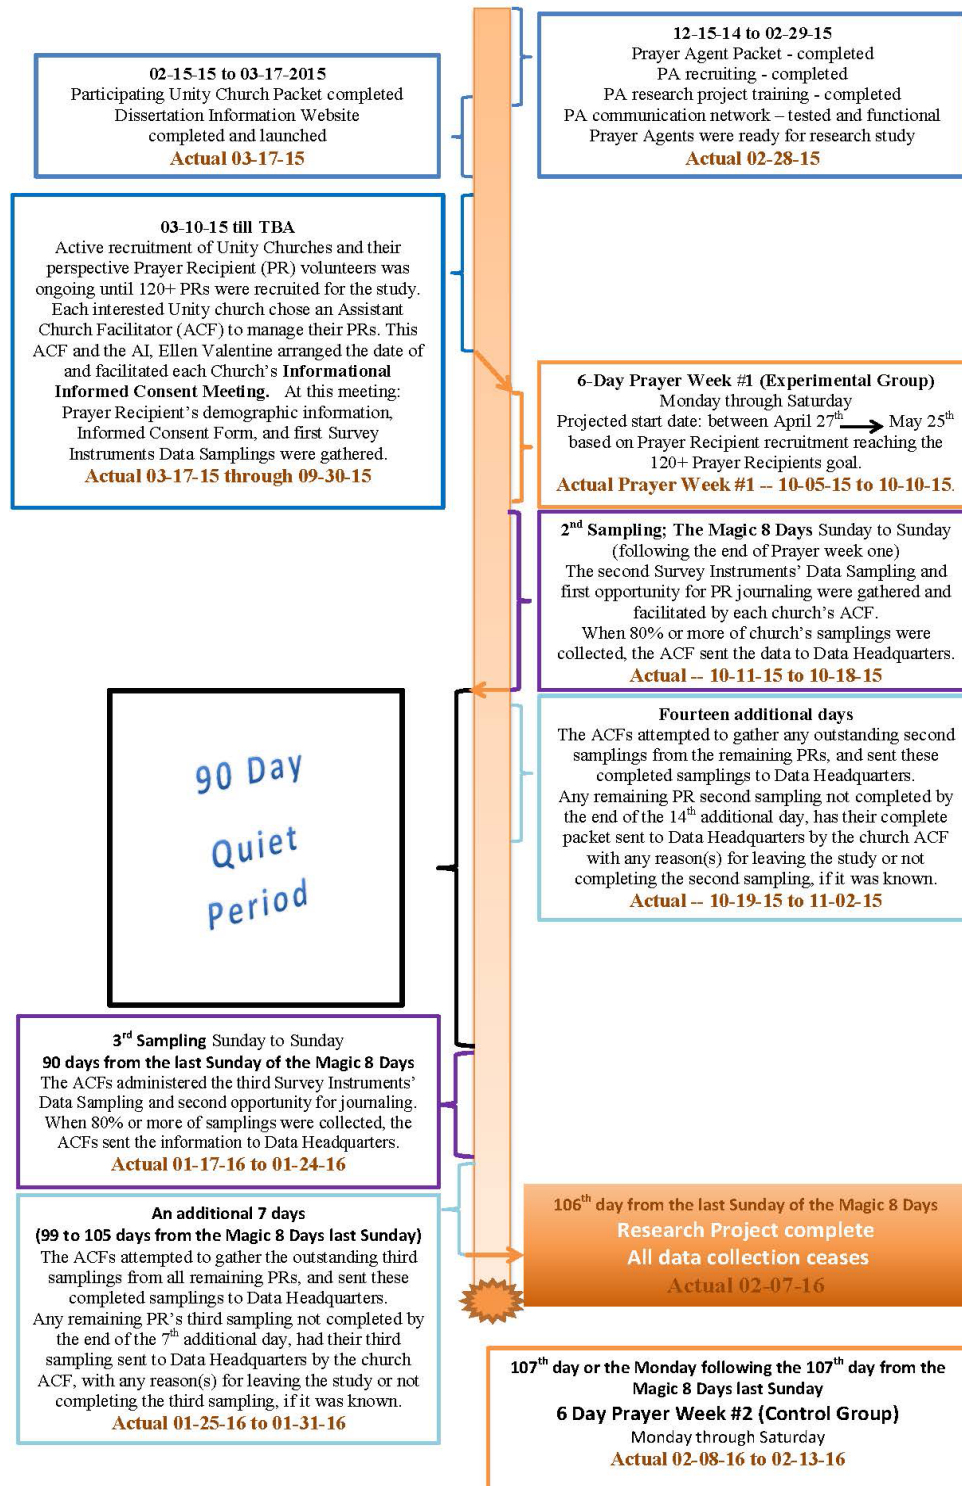 12-15-14 to 02-29-15
Prayer Agent Packet - completed
PA recruiting - completed
PA research project training - completed
PA communication network – tested and functional
Prayer Agents were ready for research study
Actual 02-28-15
02-15-15 to 03-17-2015
Participating Unity Church Packet completed
Dissertation Information Website
completed and launched
Actual 03-17-15
03-10-15 till TBA
Active recruitment of Unity Churches and their
perspective Prayer Recipient (PR) volunteers was
ongoing until 120+ PRs were recruited for the study.
Each interested Unity church chose an Assistant
Church Facilitator (ACF) to manage their PRs. This
ACF and the AI, Ellen Valentine arranged the date of
and facilitated each Church's Informational
Informed Consent Meeting. At this meeting:
Prayer Recipient's demographic information,
Informed Consent Form, and first Survey
Instruments Data Samplings were gathered.
Actual 03-17-15 through 09-30-15
6-Day Prayer Week #1 (Experimental Group)
Monday through Saturday
Projected start date: between April 27th May 25th
based on Prayer Recipient recruitment reaching the
120+ Prayer Recipients goal.
Actual Prayer Week #1 -- 10-05-15 to 10-10-15.
2nd Sampling; The Magic 8 Days Sunday to Sunday
(following the end of Prayer week one)
The second Survey Instruments' Data Sampling and
first opportunity for PR journaling were gathered and
facilitated by each church's ACF.
When 80% or more of church's samplings were
collected, the ACF sent the data to Data Headquarters.
Actual -- 10-11-15 to 10-18-15
Fourteen additional days
The ACFs attempted to gather any outstanding second
samplings from the remaining PRs, and sent these
completed samplings to Data Headquarters.
Any remaining PR second sampling not completed by
the end of the 14th additional day, has their complete
packet sent to Data Headquarters by the church ACF
with any reason(s) for leaving the study or not
completing the second sampling, if it was known.
Actual -- 10-19-15 to 11-02-15
90 Day
Quiet
Period
3rd Sampling Sunday to Sunday
90 days from the last Sunday of the Magic 8 Days
The ACFs administered the third Survey Instruments'
Data Sampling and second opportunity for journaling.
When 80% or more of samplings were collected, the
ACFs sent the information to Data Headquarters.
Actual 01-17-16 to 01-24-16
An additional 7 days
(99 to 105 days from the Magic 8 Days last Sunday)
The ACFs attempted to gather the outstanding third
samplings from all remaining PRs, and sent these
completed samplings to Data Headquarters.
Any remaining PR's third sampling not completed by
the end of the 7th additional day, had their third
sampling sent to Data Headquarters by the church
ACF, with any reason(s) for leaving the study or not
completing the third sampling, if it was known.
Actual 01-25-16 to 01-31-16
106th day from the last Sunday of the Magic 8 Days
Research Project complete
All data collection ceases
Actual 02-07-16
107th day or the Monday following the 107th day from the
Magic 8 Days last Sunday
6 Day Prayer Week #2 (Control Group)
Monday through Saturday
Actual 02-08-16 to 02-13-16